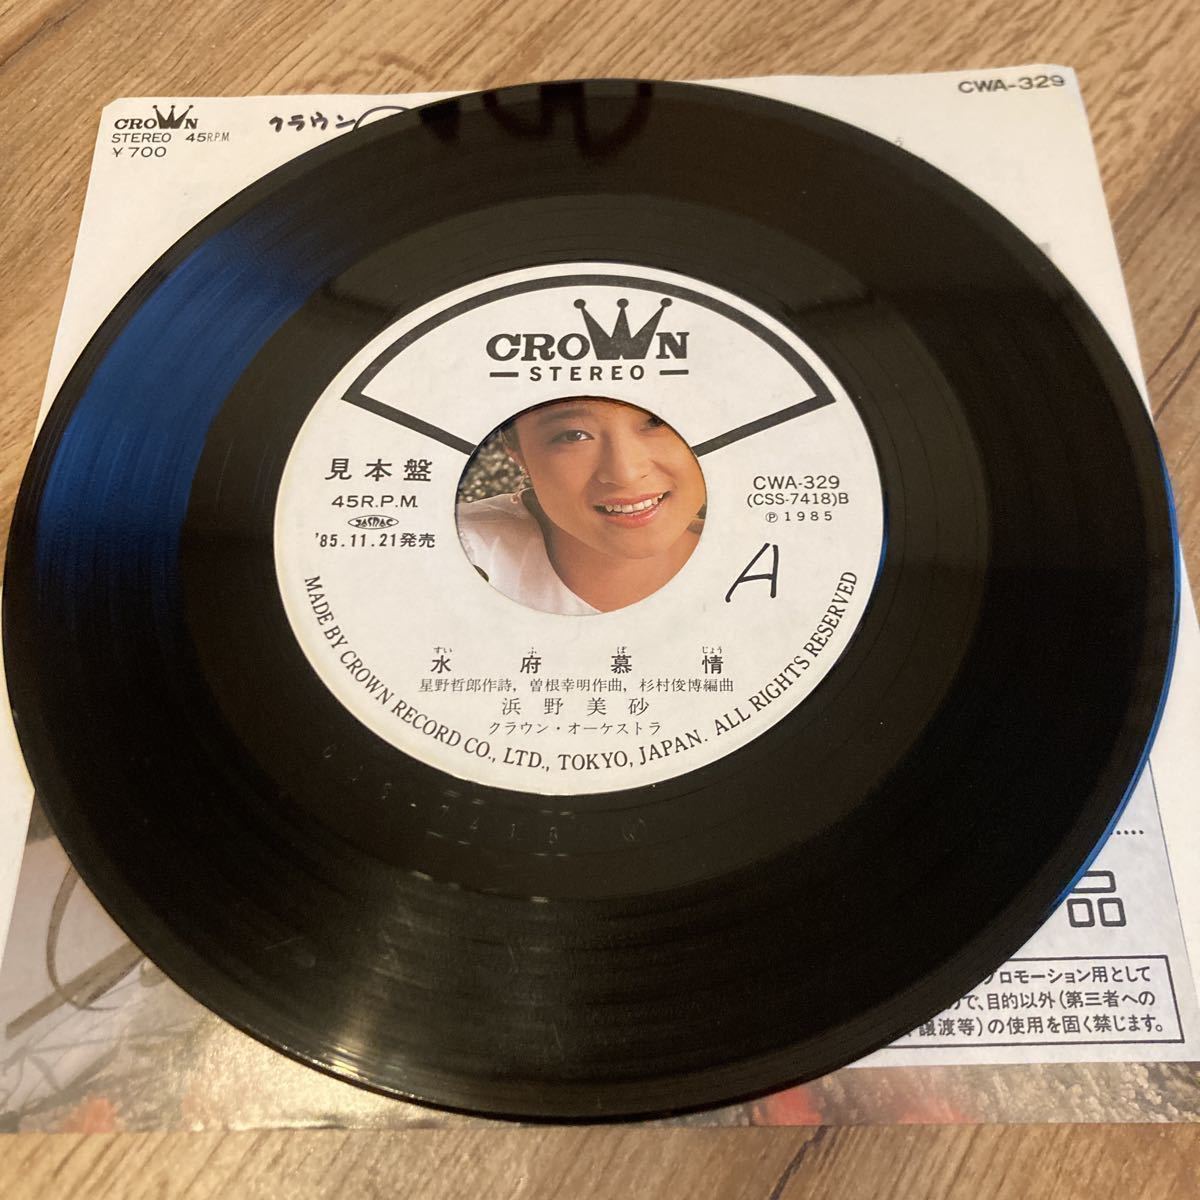 CROWN
STEREO 45R.P.M.
¥700
クラウン
CWA-329
CROWN
STEREO
見本盤
45R.P.M.
JASRAC
'85.11.21発売
CWA-329
(CSS-7418)B
Ⓟ1985
A
すい ふ ぼ じょう
水府慕情
星野哲郎作詩, 曽根幸明作曲, 杉村俊博編曲
浜野美砂
クラウン・オーケストラ
MADE BY CROWN RECORD CO., LTD., TOKYO, JAPAN. ALL RIGHTS RESERVED
品
プロモーション用として
で、目的以外(第三者への
譲渡等)の使用を固く禁じます。